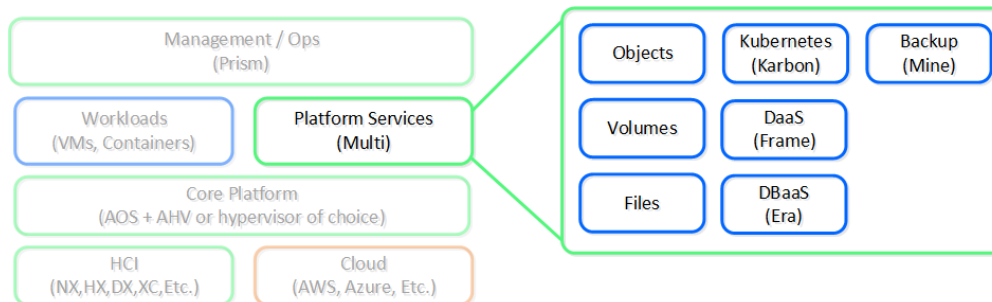 Management / Ops
(Prism)
Workloads
(VMs, Containers)
Platform Services
(Multi)
Core Platform
(AOS + AHV or hypervisor of choice)
HCI
(NX,HX,DX,XC,Etc.)
Cloud
(AWS, Azure, Etc.)
Objects
Kubernetes
(Karbon)
Backup
(Mine)
Volumes
DaaS
(Frame)
Files
DBaaS
(Era)